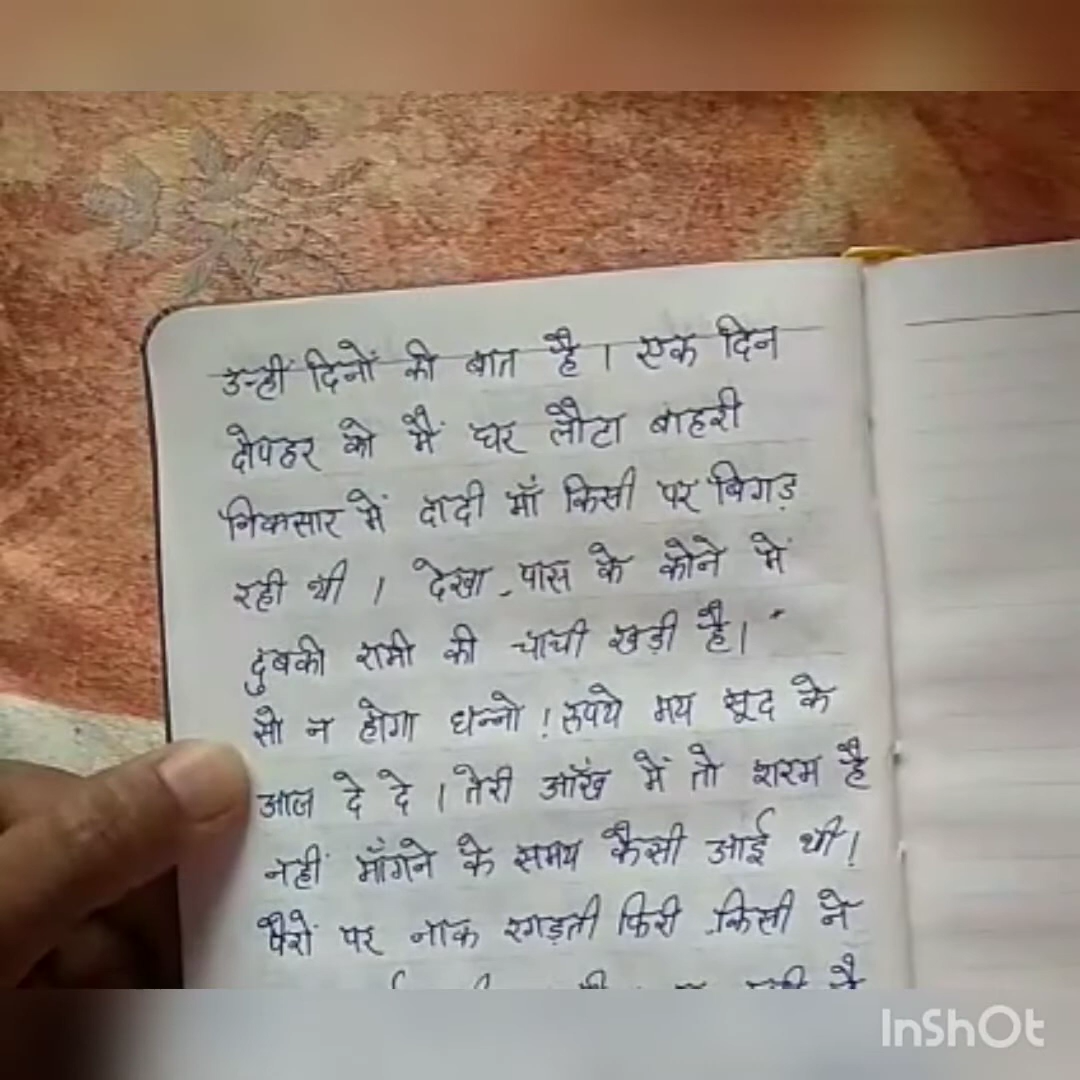 उन्हीं दिनों की बात है । एक दिन
दोपहर को मैं घर लौटा बाहरी
निकसार में दादी माँ किसी पर बिगड़
रही थी । देखा - पास के कोने में
दुबकी रामी की चाची खड़ी है ।
सो न होगा धन्नो ! रुपये मय सूद के
आज दे दे । तेरी आँख में तो शरम है
नहीं माँगने के समय कैसी आई थी !
पैरों पर नाक रगड़ती फिरी किसी ने
InShOt